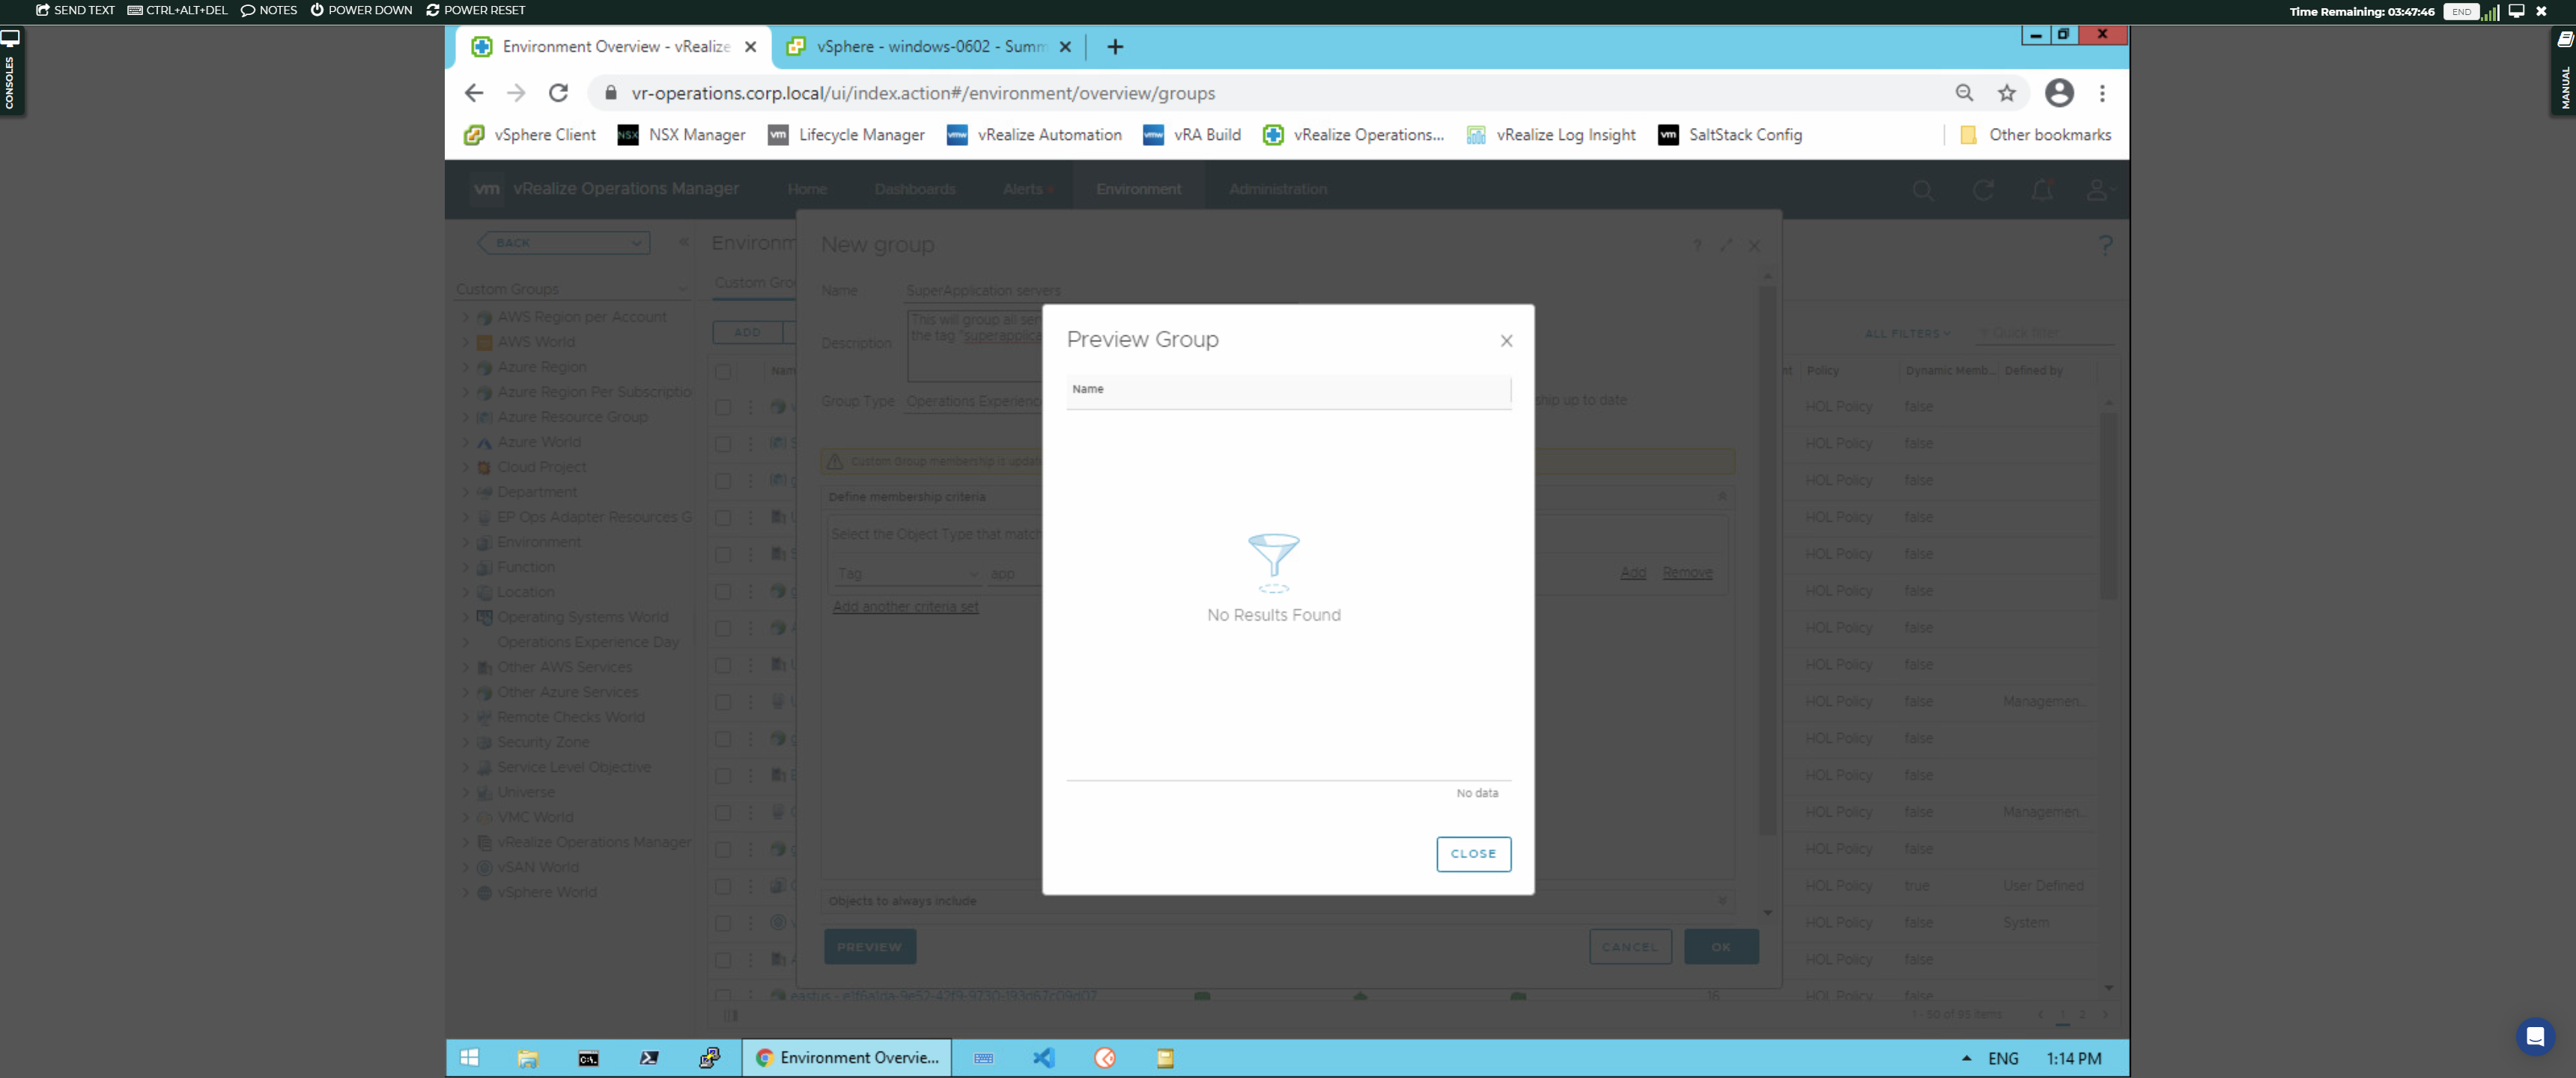 SEND TEXT CTRL+ALT+DEL NOTES POWER DOWN POWER RESET
Time Remaining: 03:47:46 END
CONSOLES
MANUAL
Environment Overview - vRealize
vSphere - windows-0602 - Summ
vr-operations.corp.local/ui/index.action#/environment/overview/groups
vSphere Client NSX Manager Lifecycle Manager vRealize Automation vRA Build vRealize Operations... vRealize Log Insight SaltStack Config Other bookmarks
vm vRealize Operations Manager Home Dashboards Alerts Environment Administration
BACK
Custom Groups
AWS Region per Account
AWS World
Azure Region
Azure Region Per Subscriptio
Azure Resource Group
Azure World
Cloud Project
Department
EP Ops Adapter Resources G
Environment
Function
Location
Operating Systems World
Operations Experience Day
Other AWS Services
Other Azure Services
Remote Checks World
Security Zone
Service Level Objective
Universe
VMC World
vRealize Operations Manager
vSAN World
vSphere World
Environm
Custom Gro
ADD
Nam
New group
Name SuperApplication servers
Description
This will group all ser
the tag "superapplica
Group Type Operations Experienc
ship up to date
Custom Group membership is updat
Define membership criteria
Select the Object Type that match
Tag app
Add Remove
Add another criteria set
Objects to always include
PREVIEW
CANCEL OK
Preview Group
Name
No Results Found
No data
CLOSE
ALL FILTERS Quick filter
nt Policy Dynamic Memb... Defined by
HOL Policy false
HOL Policy false
HOL Policy false
HOL Policy false
HOL Policy false
HOL Policy false
HOL Policy false
HOL Policy false
HOL Policy false Managemen...
HOL Policy false
HOL Policy false
HOL Policy false Managemen...
HOL Policy false
HOL Policy true User Defined
HOL Policy false System
HOL Policy false
eastus - e1f6a1da-9e52-42f9-9730-193d67c09d07 16 HOL Policy false
1 - 50 of 95 items 1 2
Environment Overvie...
ENG 1:14 PM